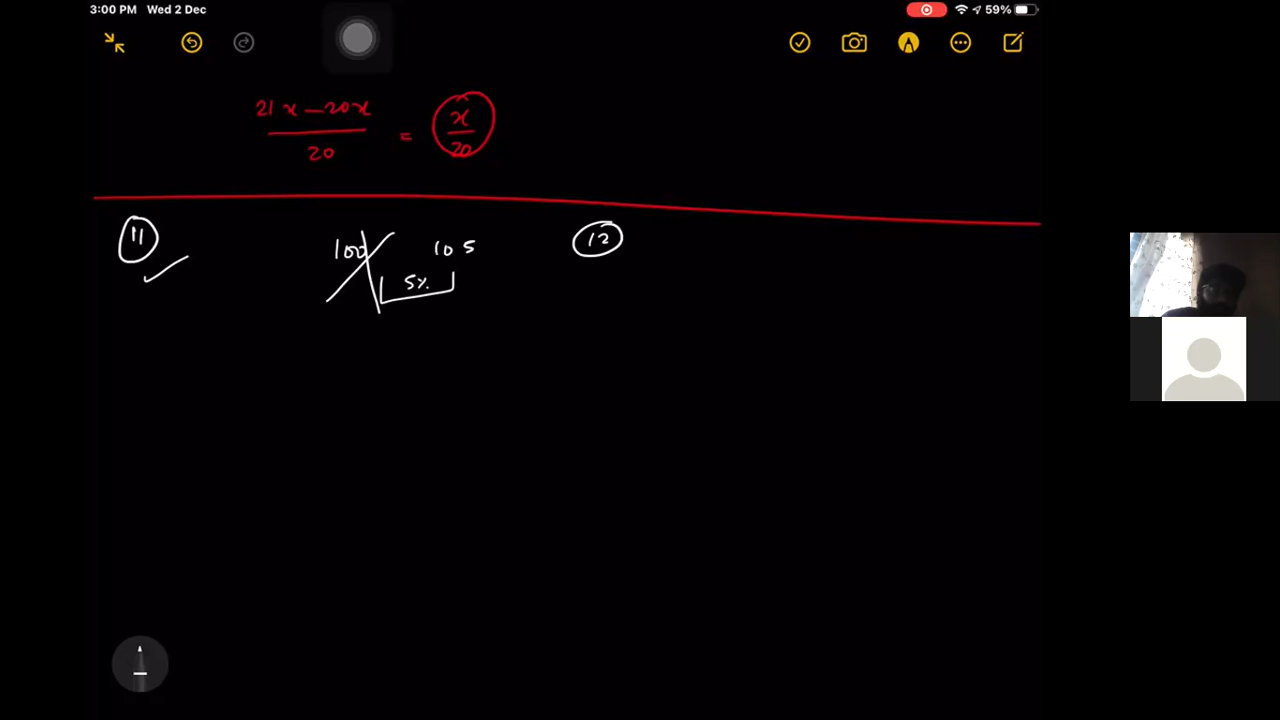 3:00 PM Wed 2 Dec 59%
21x - 20x / 20 = x / 20
11 100 105 12
5%